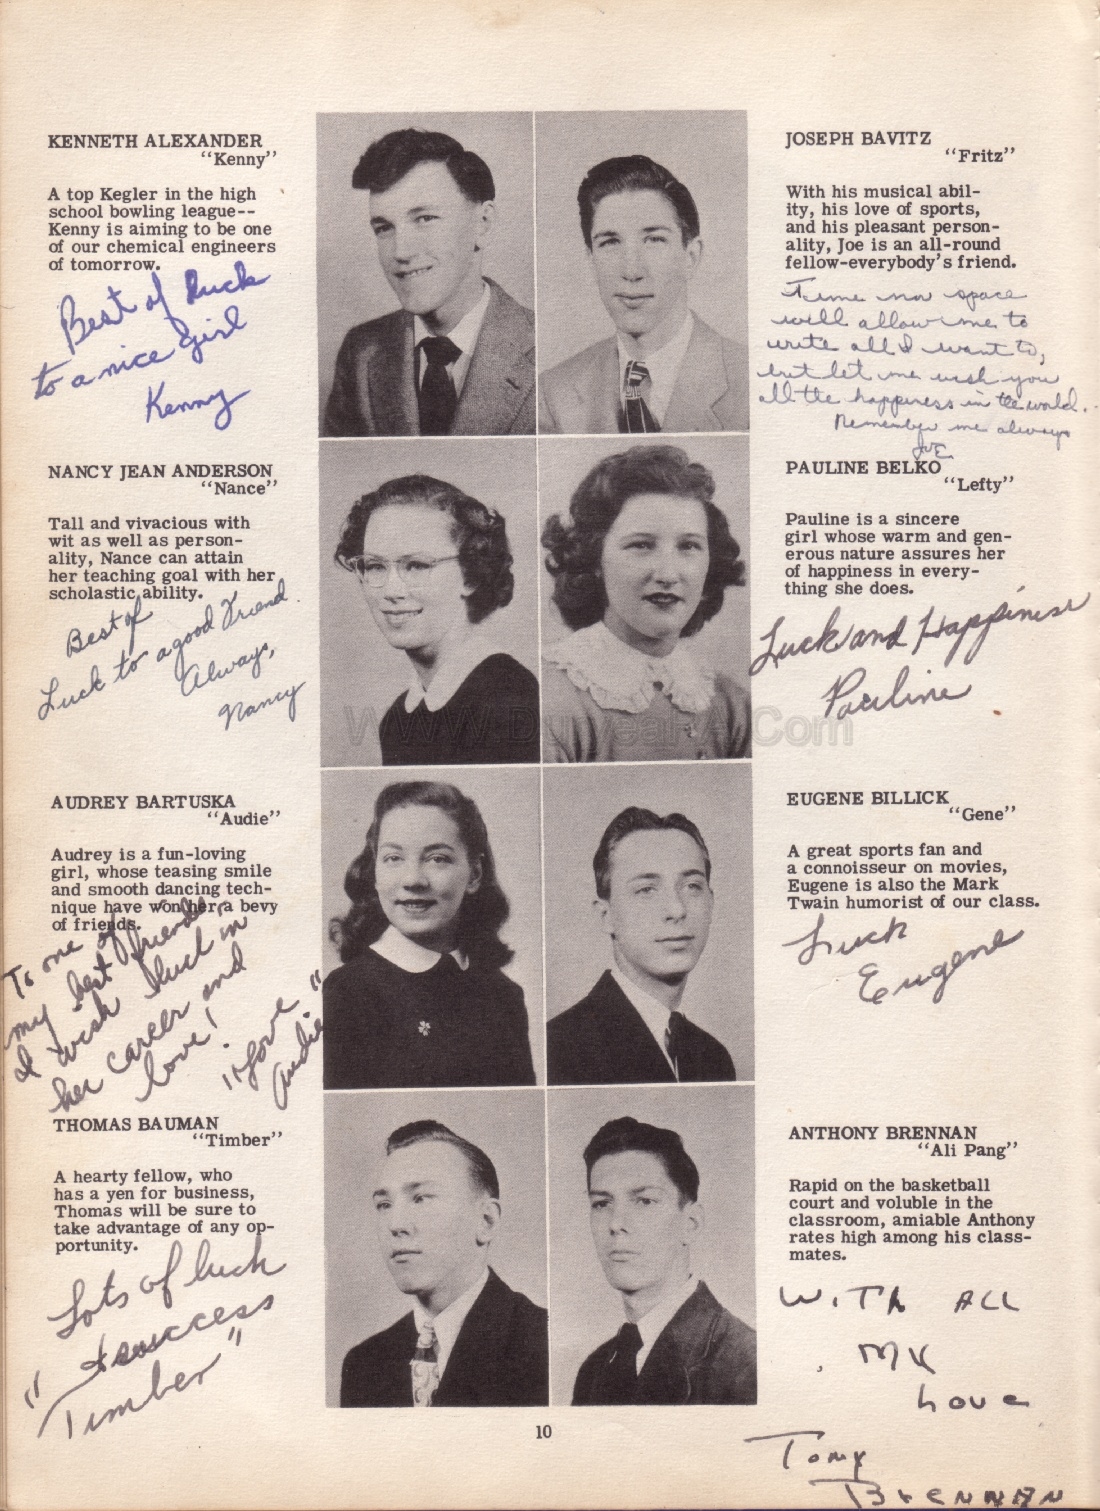 KENNETH ALEXANDER
"Kenny"
A top Kegler in the high
school bowling league--
Kenny is aiming to be one
of our chemical engineers
of tomorrow.
Best of Luck
to a nice girl
Kenny
NANCY JEAN ANDERSON
"Nance"
Tall and vivacious with
wit as well as person-
ality, Nance can attain
her teaching goal with her
scholastic ability.
Best of
Luck to a good Friend.
Always,
Nancy
AUDREY BARTUSKA
"Audie"
Audrey is a fun-loving
girl, whose teasing smile
and smooth dancing tech-
nique have won her a bevy
of friends.
To one of
my best friends
I wish luck in
her career and
love!
"Love
Audie"
THOMAS BAUMAN
"Timber"
A hearty fellow, who
has a yen for business,
Thomas will be sure to
take advantage of any op-
portunity.
Lots of luck
& success
"Timber"
JOSEPH BAVITZ
"Fritz"
With his musical abil-
ity, his love of sports,
and his pleasant person-
ality, Joe is an all-round
fellow-everybody's friend.
Time nor space
will allow me to
write all I want to,
but let me wish you
all the happiness in the world.
Remember me always
Joe
PAULINE BELKO
"Lefty"
Pauline is a sincere
girl whose warm and gen-
erous nature assures her
of happiness in every-
thing she does.
Luck and Happiness
Pauline
EUGENE BILLICK
"Gene"
A great sports fan and
a connoisseur on movies,
Eugene is also the Mark
Twain humorist of our class.
Luck
Eugene
ANTHONY BRENNAN
"Ali Pang"
Rapid on the basketball
court and voluble in the
classroom, amiable Anthony
rates high among his class-
mates.
WITH ALL
MY
Love
Tony
BRENNAN
10